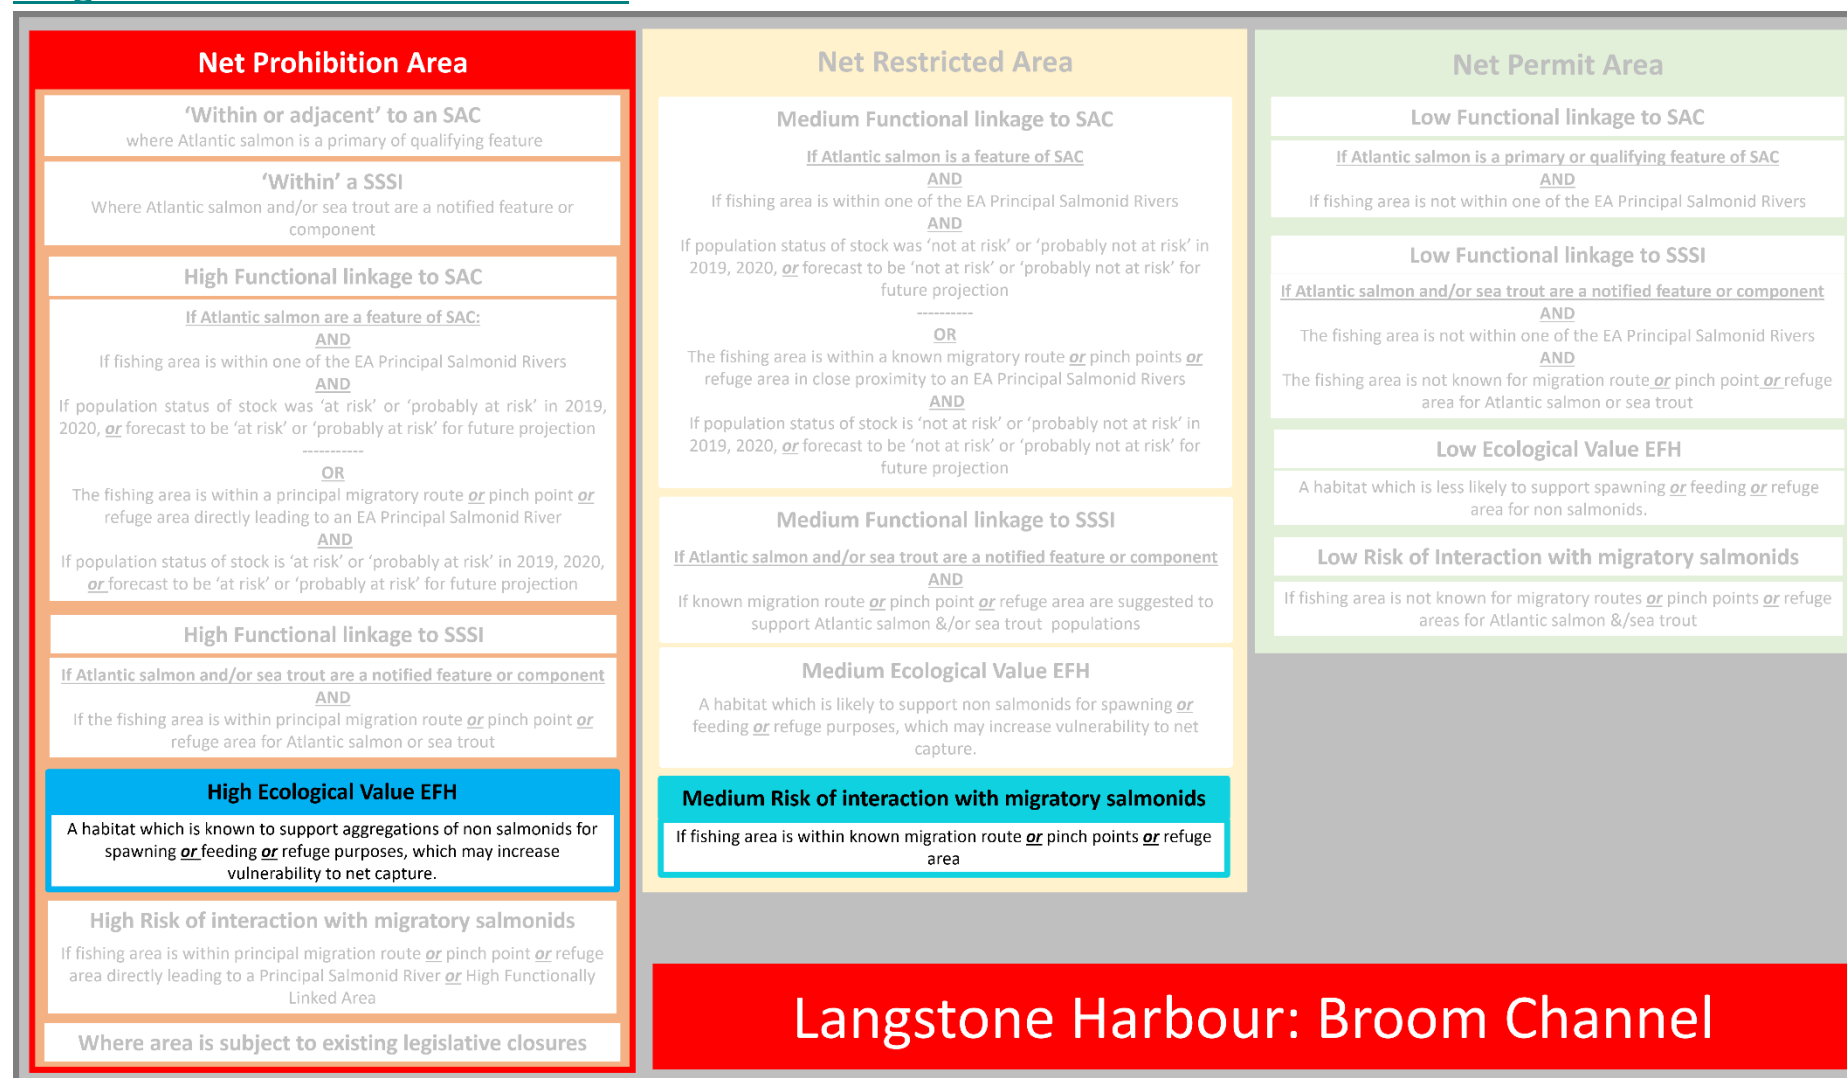 Net Prohibition Area
‘Within or adjacent’ to an SAC
where Atlantic salmon is a primary of qualifying feature
‘Within’ a SSSI
Where Atlantic salmon and/or sea trout are a notified feature or
component
High Functional linkage to SAC
If Atlantic salmon are a feature of SAC:
AND
If fishing area is within one of the EA Principal Salmonid Rivers
AND
If population status of stock was ‘at risk’ or ‘probably at risk’ in 2019,
2020, or forecast to be ‘at risk’ or ‘probably at risk’ for future projection
-----------
OR
The fishing area is within a principal migratory route or pinch point or
refuge area directly leading to an EA Principal Salmonid River
AND
If population status of stock is ‘at risk’ or ‘probably at risk’ in 2019, 2020,
or forecast to be ‘at risk’ or ‘probably at risk’ for future projection
High Functional linkage to SSSI
If Atlantic salmon and/or sea trout are a notified feature or component
AND
If the fishing area is within principal migration route or pinch point or
refuge area for Atlantic salmon or sea trout
High Ecological Value EFH
A habitat which is known to support aggregations of non salmonids for
spawning or feeding or refuge purposes, which may increase
vulnerability to net capture.
High Risk of interaction with migratory salmonids
If fishing area is within principal migration route or pinch point or refuge
area directly leading to a Principal Salmonid River or High Functionally
Linked Area
Where area is subject to existing legislative closures
Net Restricted Area
Medium Functional linkage to SAC
If Atlantic salmon is a feature of SAC
AND
If fishing area is within one of the EA Principal Salmonid Rivers
AND
If population status of stock was ‘not at risk’ or ‘probably not at risk’ in
2019, 2020, or forecast to be ‘not at risk’ or ‘probably not at risk’ for
future projection
----------
OR
The fishing area is within a known migratory route or pinch points or
refuge area in close proximity to an EA Principal Salmonid Rivers
AND
If population status of stock is ‘not at risk’ or ‘probably not at risk’ in
2019, 2020, or forecast to be ‘not at risk’ or ‘probably not at risk’ for
future projection
Medium Functional linkage to SSSI
If Atlantic salmon and/or sea trout are a notified feature or component
AND
If known migration route or pinch point or refuge area are suggested to
support Atlantic salmon &/or sea trout populations
Medium Ecological Value EFH
A habitat which is likely to support non salmonids for spawning or
feeding or refuge purposes, which may increase vulnerability to net
capture.
Medium Risk of interaction with migratory salmonids
If fishing area is within known migration route or pinch points or refuge
area
Net Permit Area
Low Functional linkage to SAC
If Atlantic salmon is a primary or qualifying feature of SAC
AND
If fishing area is not within one of the EA Principal Salmonid Rivers
Low Functional linkage to SSSI
If Atlantic salmon and/or sea trout are a notified feature or component
AND
The fishing area is not within one of the EA Principal Salmonid Rivers
AND
The fishing area is not known for migration route or pinch point or refuge
area for Atlantic salmon or sea trout
Low Ecological Value EFH
A habitat which is less likely to support spawning or feeding or refuge
area for non salmonids.
Low Risk of Interaction with migratory salmonids
If fishing area is not known for migratory routes or pinch points or refuge
areas for Atlantic salmon &/sea trout
Langstone Harbour: Broom Channel